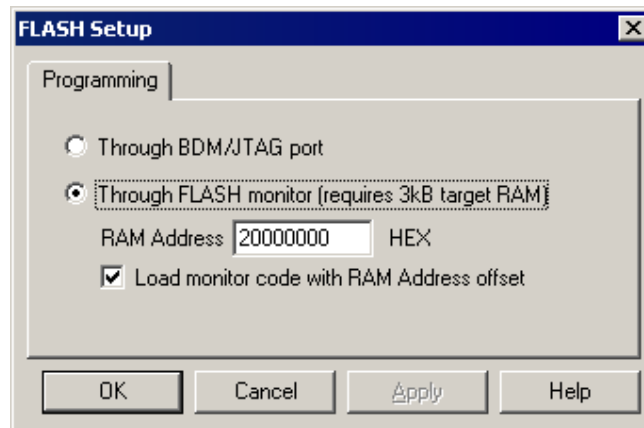 FLASH Setup
Programming
Through BDM/JTAG port
Through FLASH monitor (requires 3kB target RAM)
RAM Address 20000000 HEX
Load monitor code with RAM Address offset
OK Cancel Apply Help